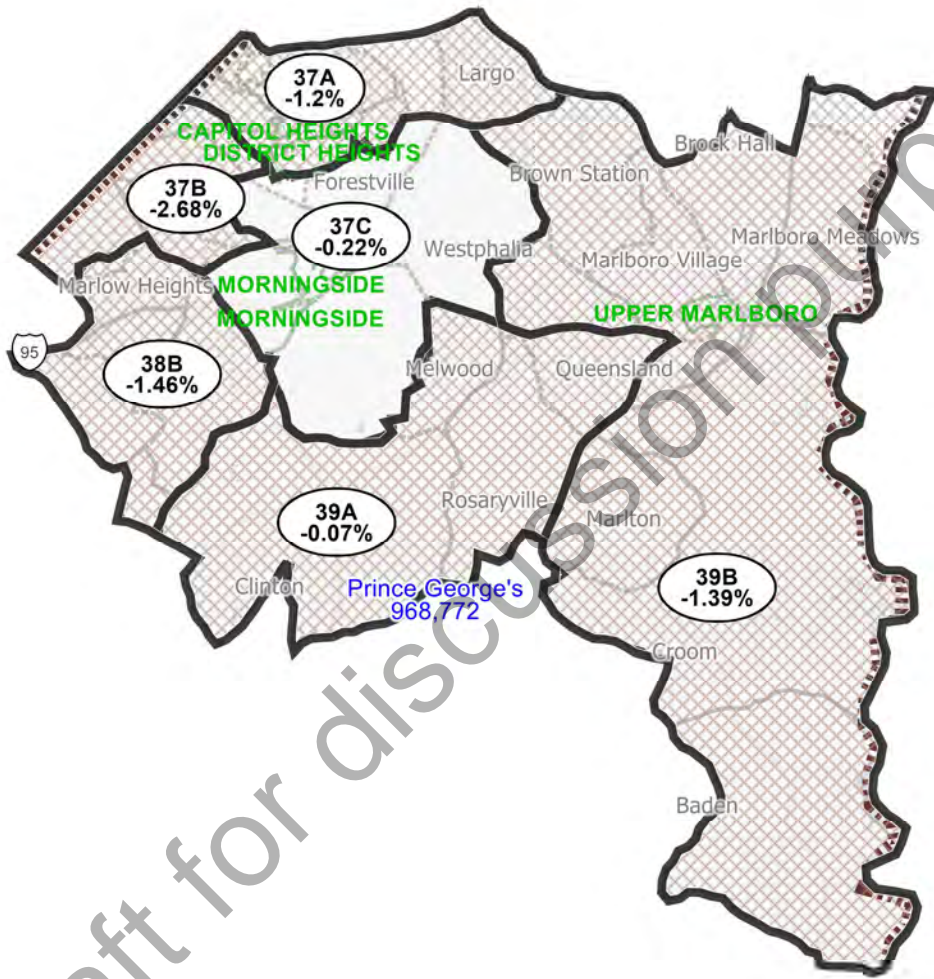 37A
-1.2%
Largo
CAPITOL HEIGHTS
DISTRICT HEIGHTS
Brock Hall
Forestville
Brown Station
37B
-2.68%
37C
-0.22%
Westphalia
Marlboro Meadows
Marlboro Village
Marlow Heights
MORNINGSIDE
MORNINGSIDE
UPPER MARLBORO
95
38B
-1.46%
Melwood
Queensland
Rosaryville
39A
-0.07%
Marlton
Clinton
Prince George's
968,772
39B
-1.39%
Croom
Baden
ft for discussion purp